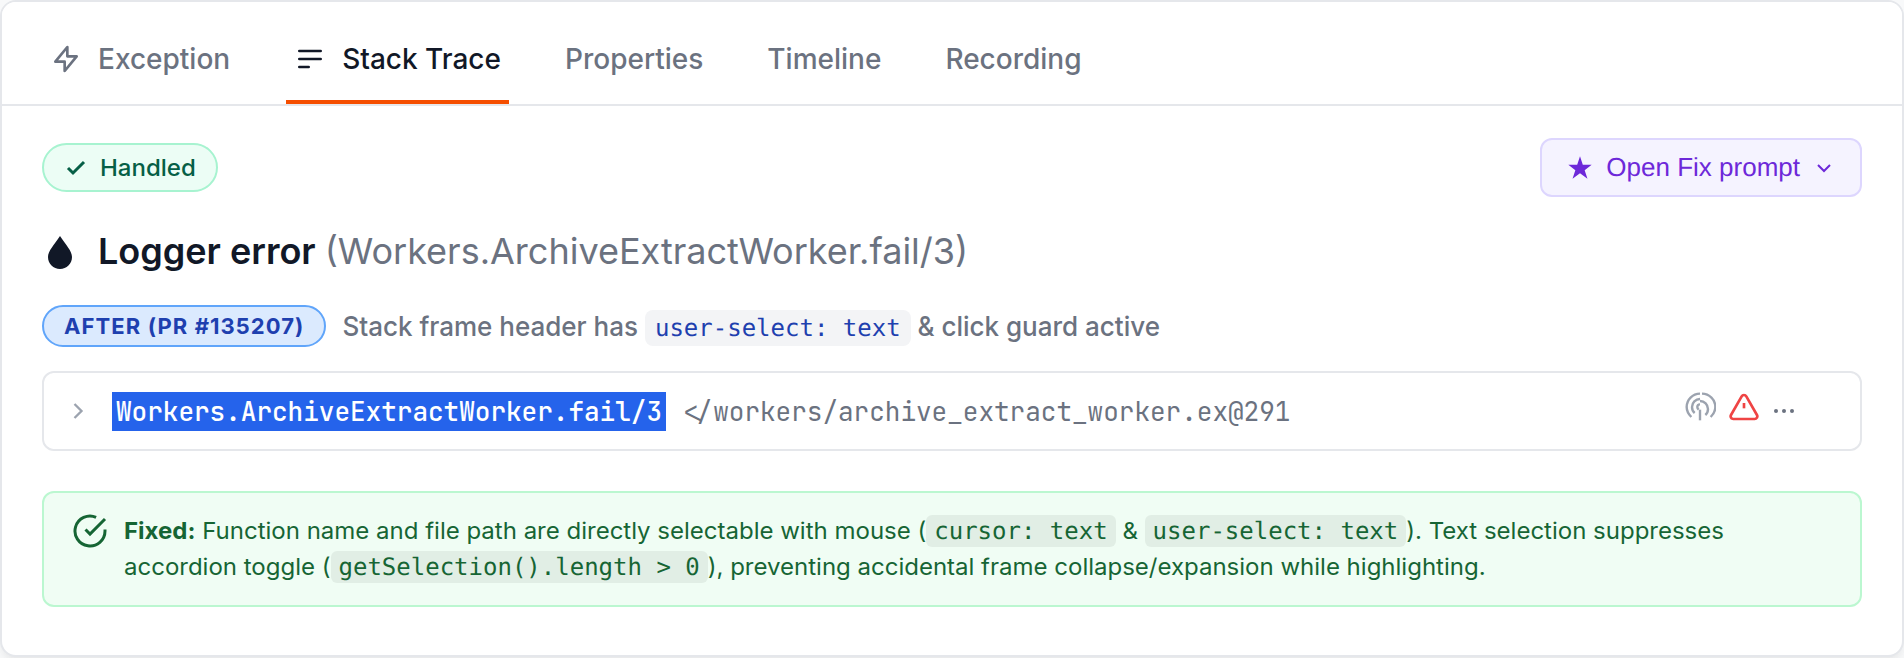 Exception Stack Trace Properties Timeline Recording
Handled Open Fix prompt
Logger error (Workers.ArchiveExtractWorker.fail/3)
AFTER (PR #135207) Stack frame header has user-select: text & click guard active
Workers.ArchiveExtractWorker.fail/3 </workers/archive_extract_worker.ex@291 ...
Fixed: Function name and file path are directly selectable with mouse (cursor: text & user-select: text). Text selection suppresses
accordion toggle (getSelection().length > 0), preventing accidental frame collapse/expansion while highlighting.